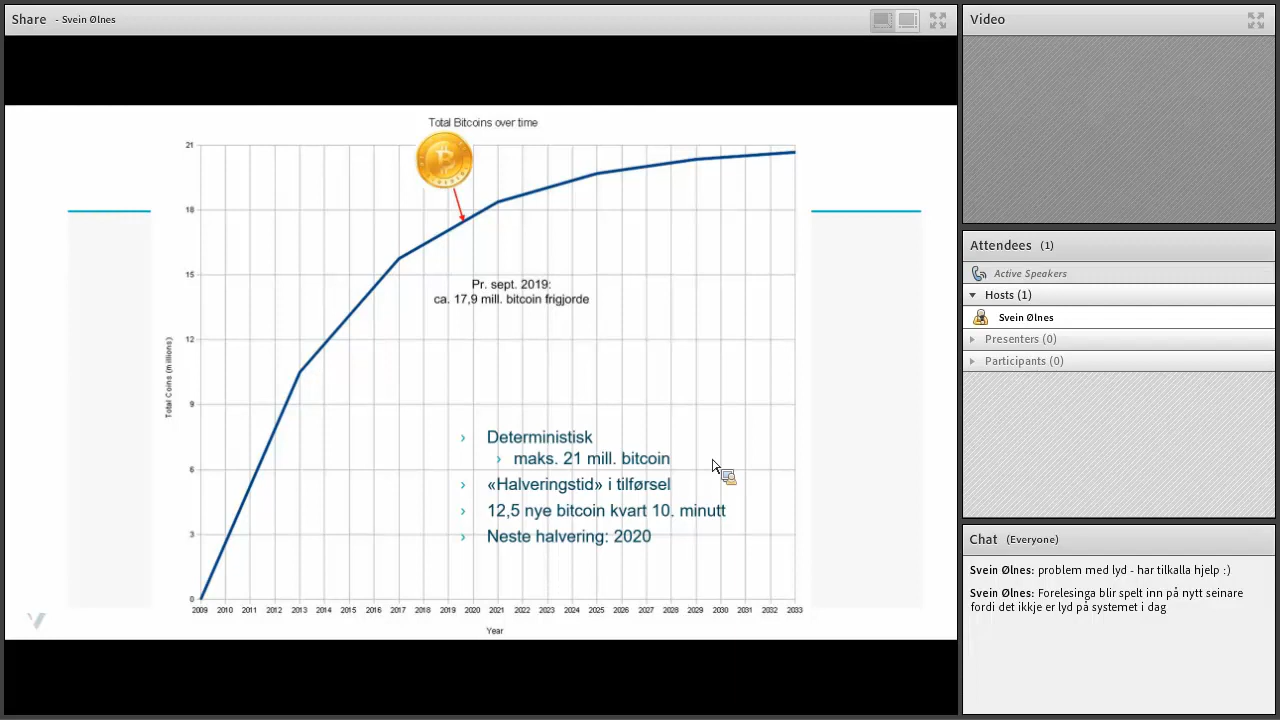 Share - Svein Ølnes
Total Bitcoins over time
21
18
15
12
9
6
3
0
Total Coins (millions)
Pr. sept. 2019:
ca. 17,9 mill. bitcoin frigjorde
› Deterministisk
› maks. 21 mill. bitcoin
› «Halveringstid» i tilførsel
› 12,5 nye bitcoin kvart 10. minutt
› Neste halvering: 2020
2009 2010 2011 2012 2013 2014 2015 2016 2017 2018 2019 2020 2021 2022 2023 2024 2025 2026 2027 2028 2029 2030 2031 2032 2033
Year
Video
Attendees (1)
Active Speakers
Hosts (1)
Svein Ølnes
Presenters (0)
Participants (0)
Chat (Everyone)
Svein Ølnes: problem med lyd - har tilkalla hjelp :)
Svein Ølnes: Forelesinga blir spelt inn på nytt seinare
fordi det ikkje er lyd på systemet i dag